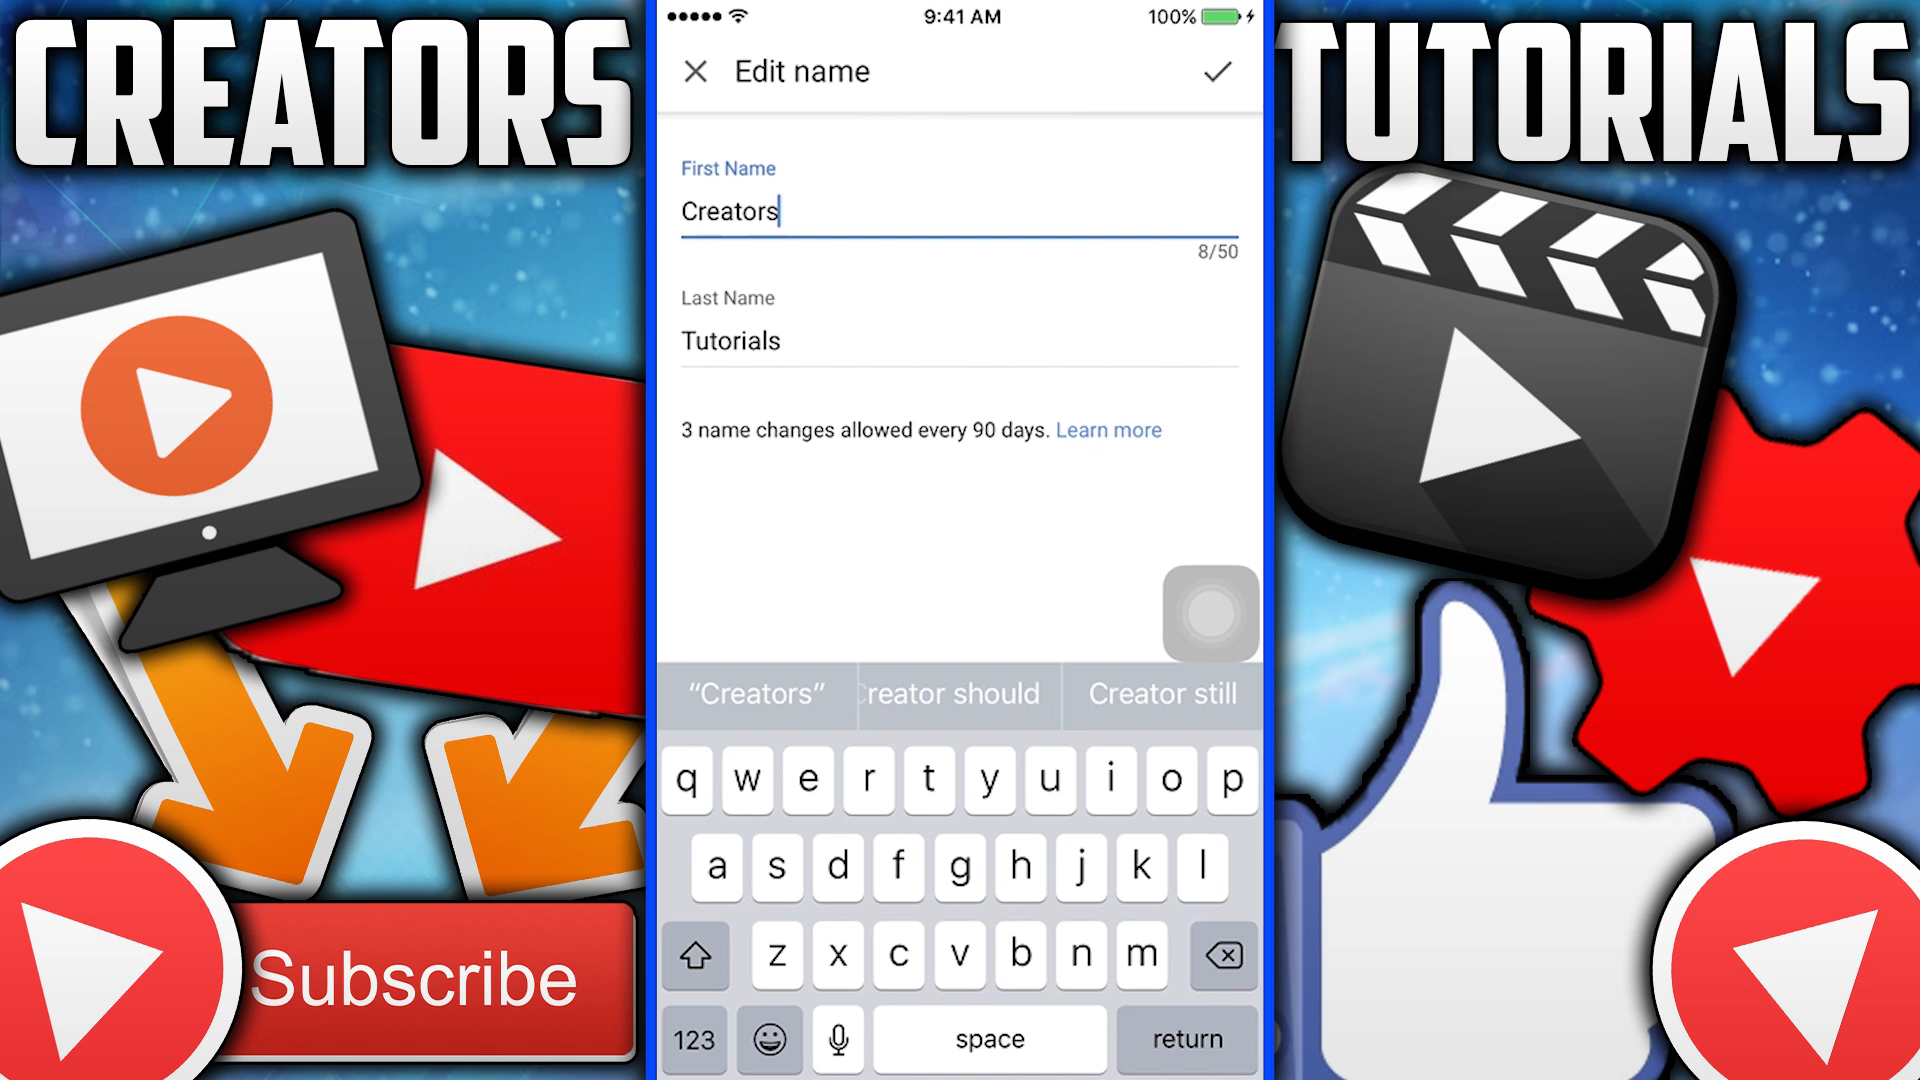 CREATORS
TUTORIALS
9:41 AM
100%
Edit name
First Name
Creators
8/50
Last Name
Tutorials
3 name changes allowed every 90 days. Learn more
“Creators” reator should Creator still
q w e r t y u i o p
a s d f g h j k l
z x c v b n m
123 space return
Subscribe